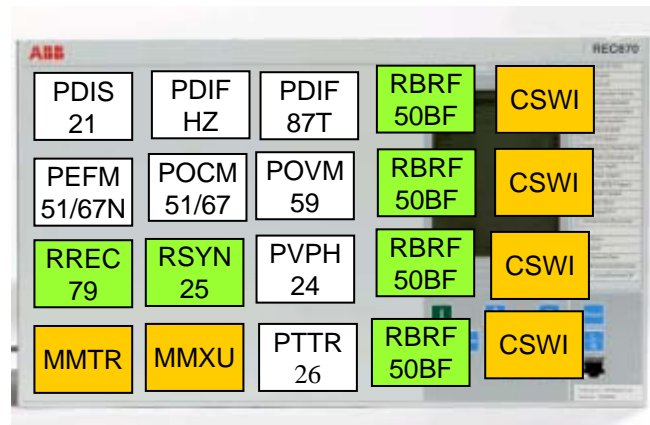 ABB
REC670
PDIS
21
PDIF
HZ
PDIF
87T
RBRF
50BF
CSWI
PEFM
51/67N
POCM
51/67
POVM
59
RBRF
50BF
CSWI
RREC
79
RSYN
25
PVPH
24
RBRF
50BF
CSWI
MMTR
MMXU
PTTR
26
RBRF
50BF
CSWI